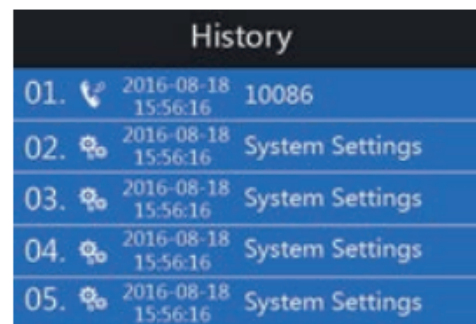 History
01. 2016-08-18 15:56:16 10086
02. 2016-08-18 15:56:16 System Settings
03. 2016-08-18 15:56:16 System Settings
04. 2016-08-18 15:56:16 System Settings
05. 2016-08-18 15:56:16 System Settings